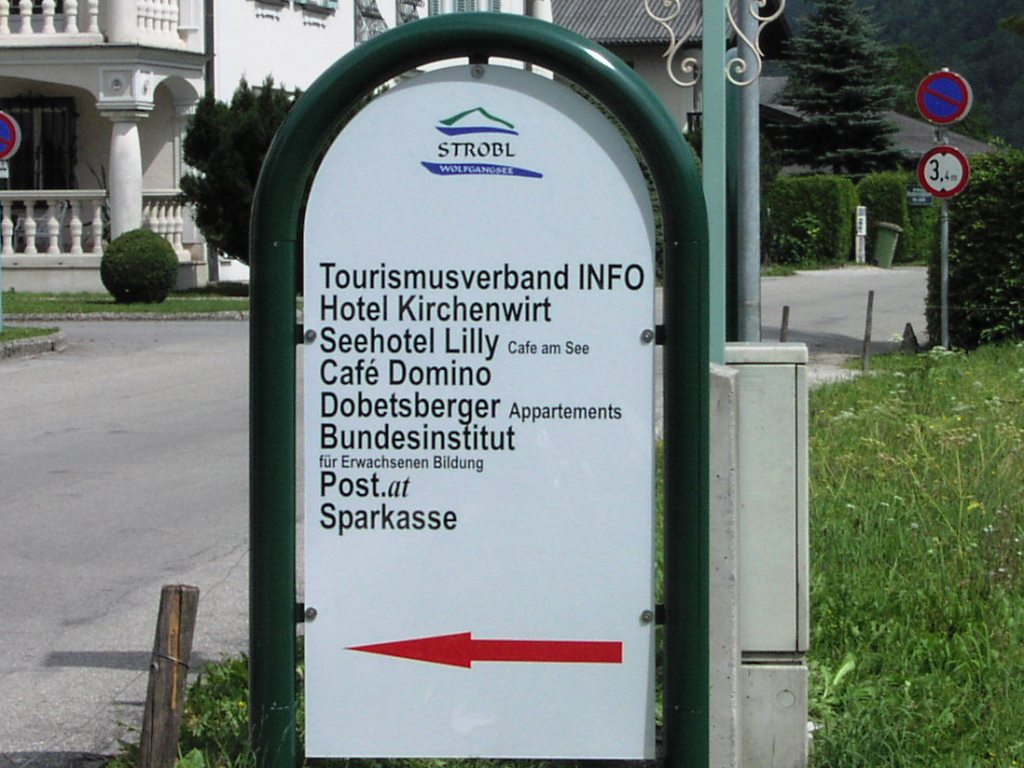 STROBL
WOLFGANGSEE
Tourismusverband INFO
Hotel Kirchenwirt
Seehotel Lilly Cafe am See
Café Domino
Dobetsberger Appartements
Bundesinstitut
für Erwachsenen Bildung
Post.at
Sparkasse
3,4 m